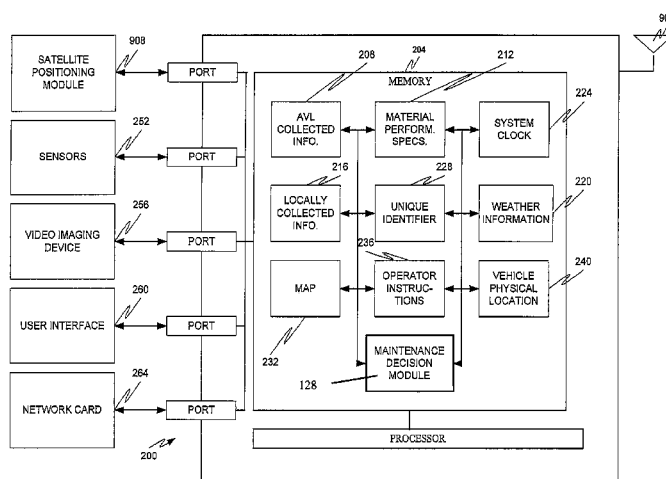 SATELLITE
POSITIONING
MODULE
908
PORT
SENSORS
252
PORT
VIDEO IMAGING
DEVICE
256
PORT
USER INTERFACE
260
PORT
NETWORK CARD
264
PORT
200
208
204
212
MEMORY
AVL
COLLECTED
INFO.
MATERIAL
PERFORM.
SPECS.
SYSTEM
CLOCK
224
216
228
LOCALLY
COLLECTED
INFO.
UNIQUE
IDENTIFIER
WEATHER
INFORMATION
220
236
MAP
232
OPERATOR
INSTRUC-
TIONS
VEHICLE
PHYSICAL
LOCATION
240
128
MAINTENANCE
DECISION
MODULE
PROCESSOR